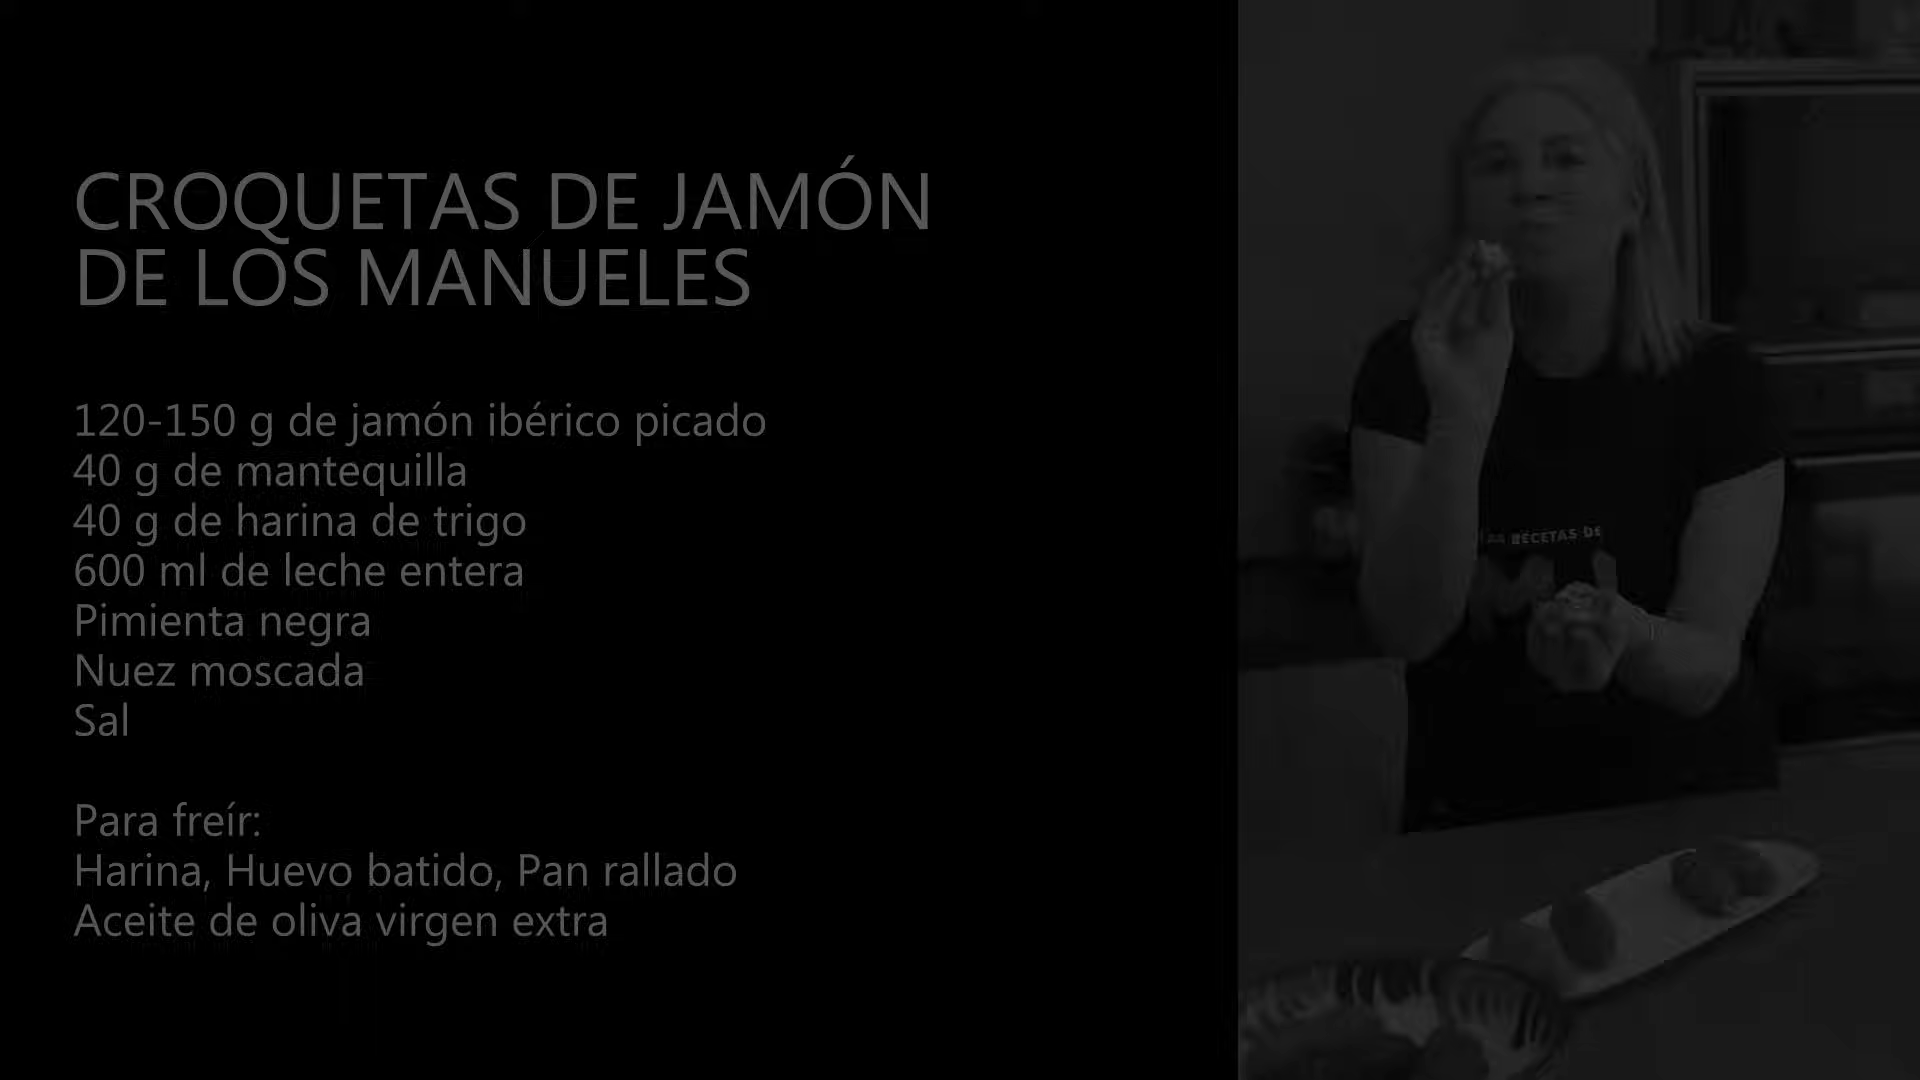 CROQUETAS DE JAMÓN
DE LOS MANUELES
120-150 g de jamón ibérico picado
40 g de mantequilla
40 g de harina de trigo
600 ml de leche entera
Pimienta negra
Nuez moscada
Sal
Para freír:
Harina, Huevo batido, Pan rallado
Aceite de oliva virgen extra
RECETAS DE